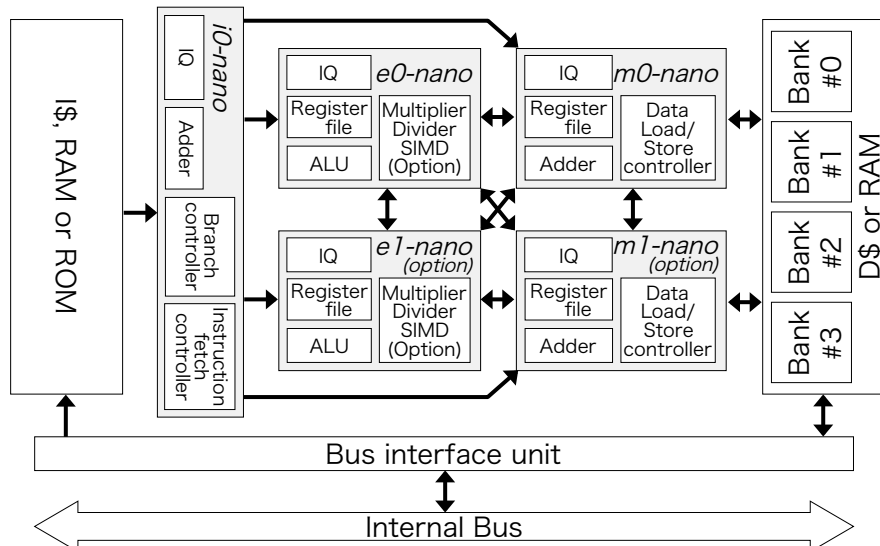 I$, RAM or ROM
i0-nano
IQ
Adder
Branch
controller
Instruction
fetch
controller
IQ
e0-nano
Register
file
ALU
Multiplier
Divider
SIMD
(Option)
IQ
m0-nano
Register
file
Adder
Data
Load/
Store
controller
IQ
e1-nano
(option)
Register
file
ALU
Multiplier
Divider
SIMD
(Option)
IQ
m1-nano
(option)
Register
file
Adder
Data
Load/
Store
controller
Bank
#0
Bank
#1
Bank
#2
Bank
#3
D$ or RAM
Bus interface unit
Internal Bus